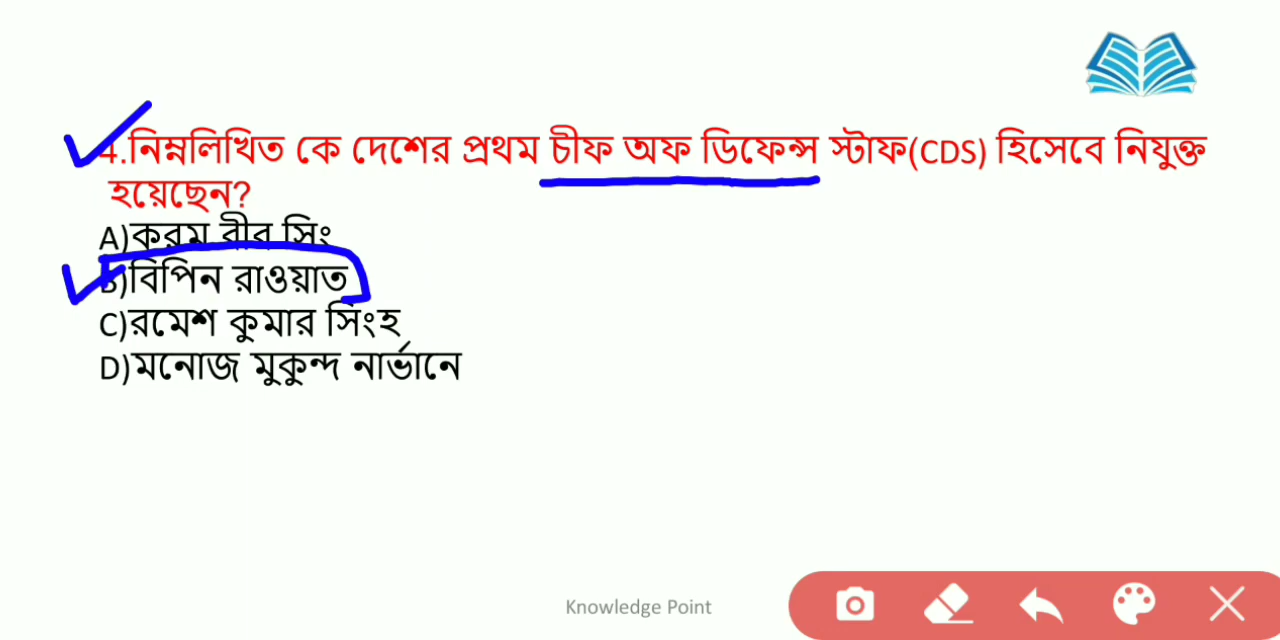 4.নিম্নলিখিত কে দেশের প্রথম চীফ অফ ডিফেন্স স্টাফ(CDS) হিসেবে নিযুক্ত
হয়েছেন?
A)করম বীর সিং
B)বিপিন রাওয়াত
C)রমেশ কুমার সিংহ
D)মনোজ মুকুন্দ নার্ভানে
Knowledge Point